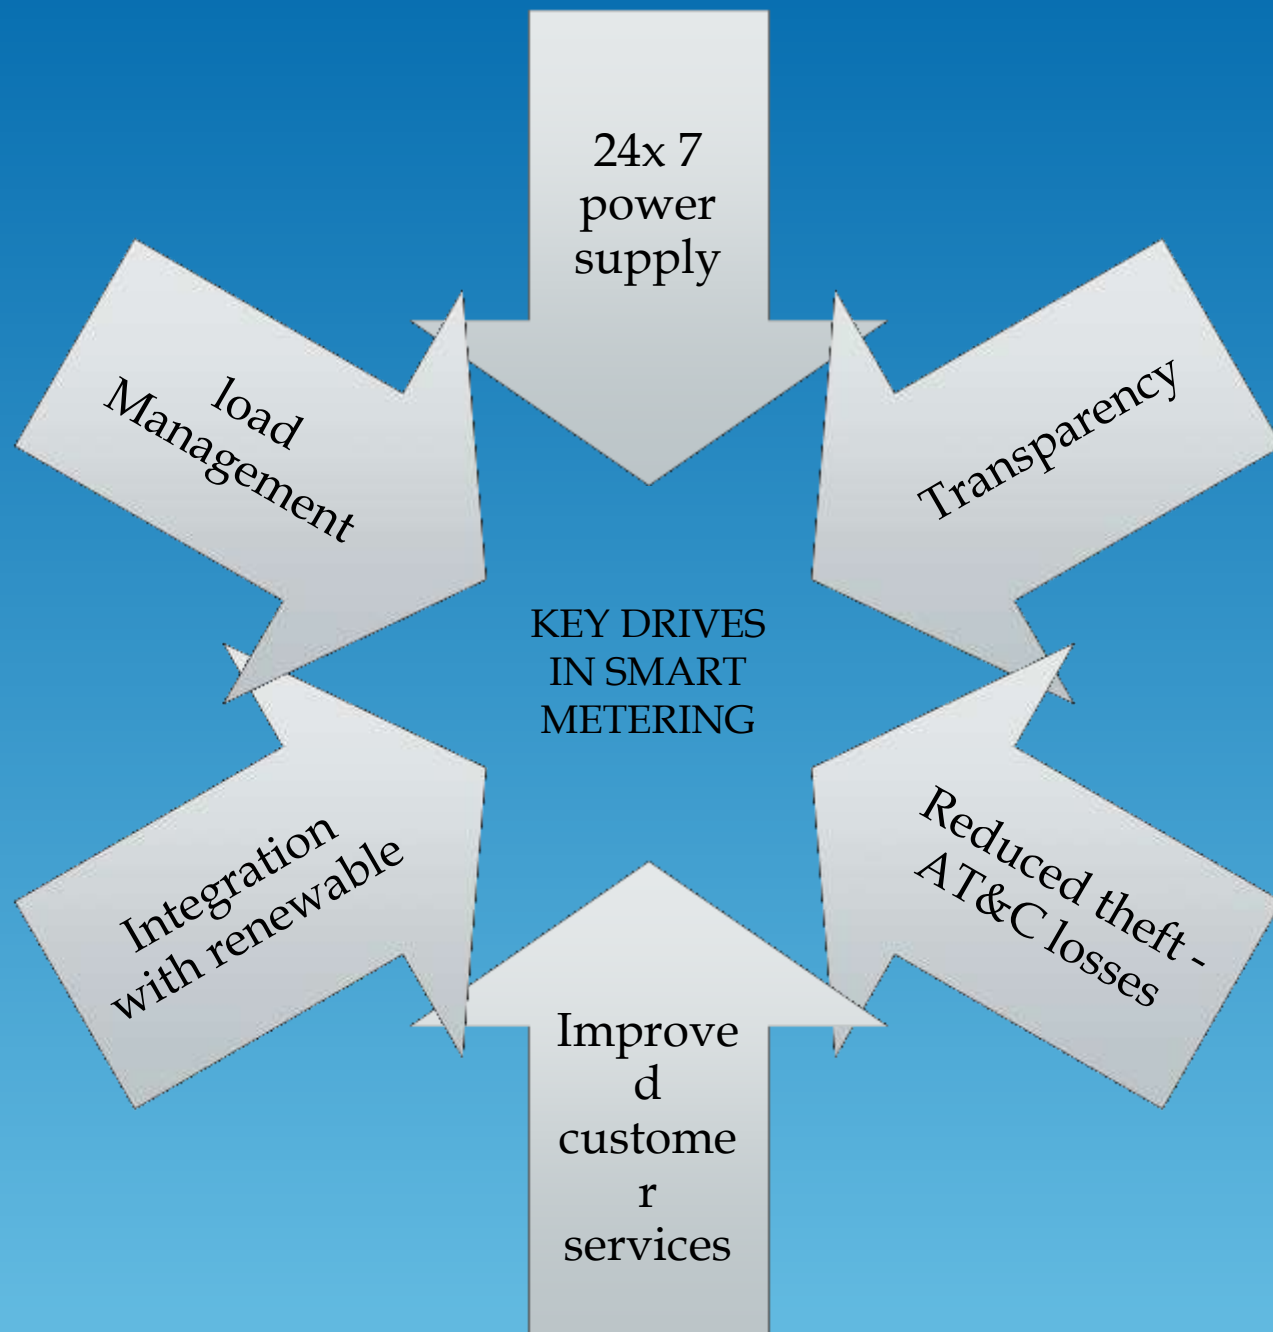 24x 7
power
supply
Transparency
Reduced theft -
AT&C losses
Improve
d
custome
r
services
Integration
with renewable
load
Management
KEY DRIVES
IN SMART
METERING